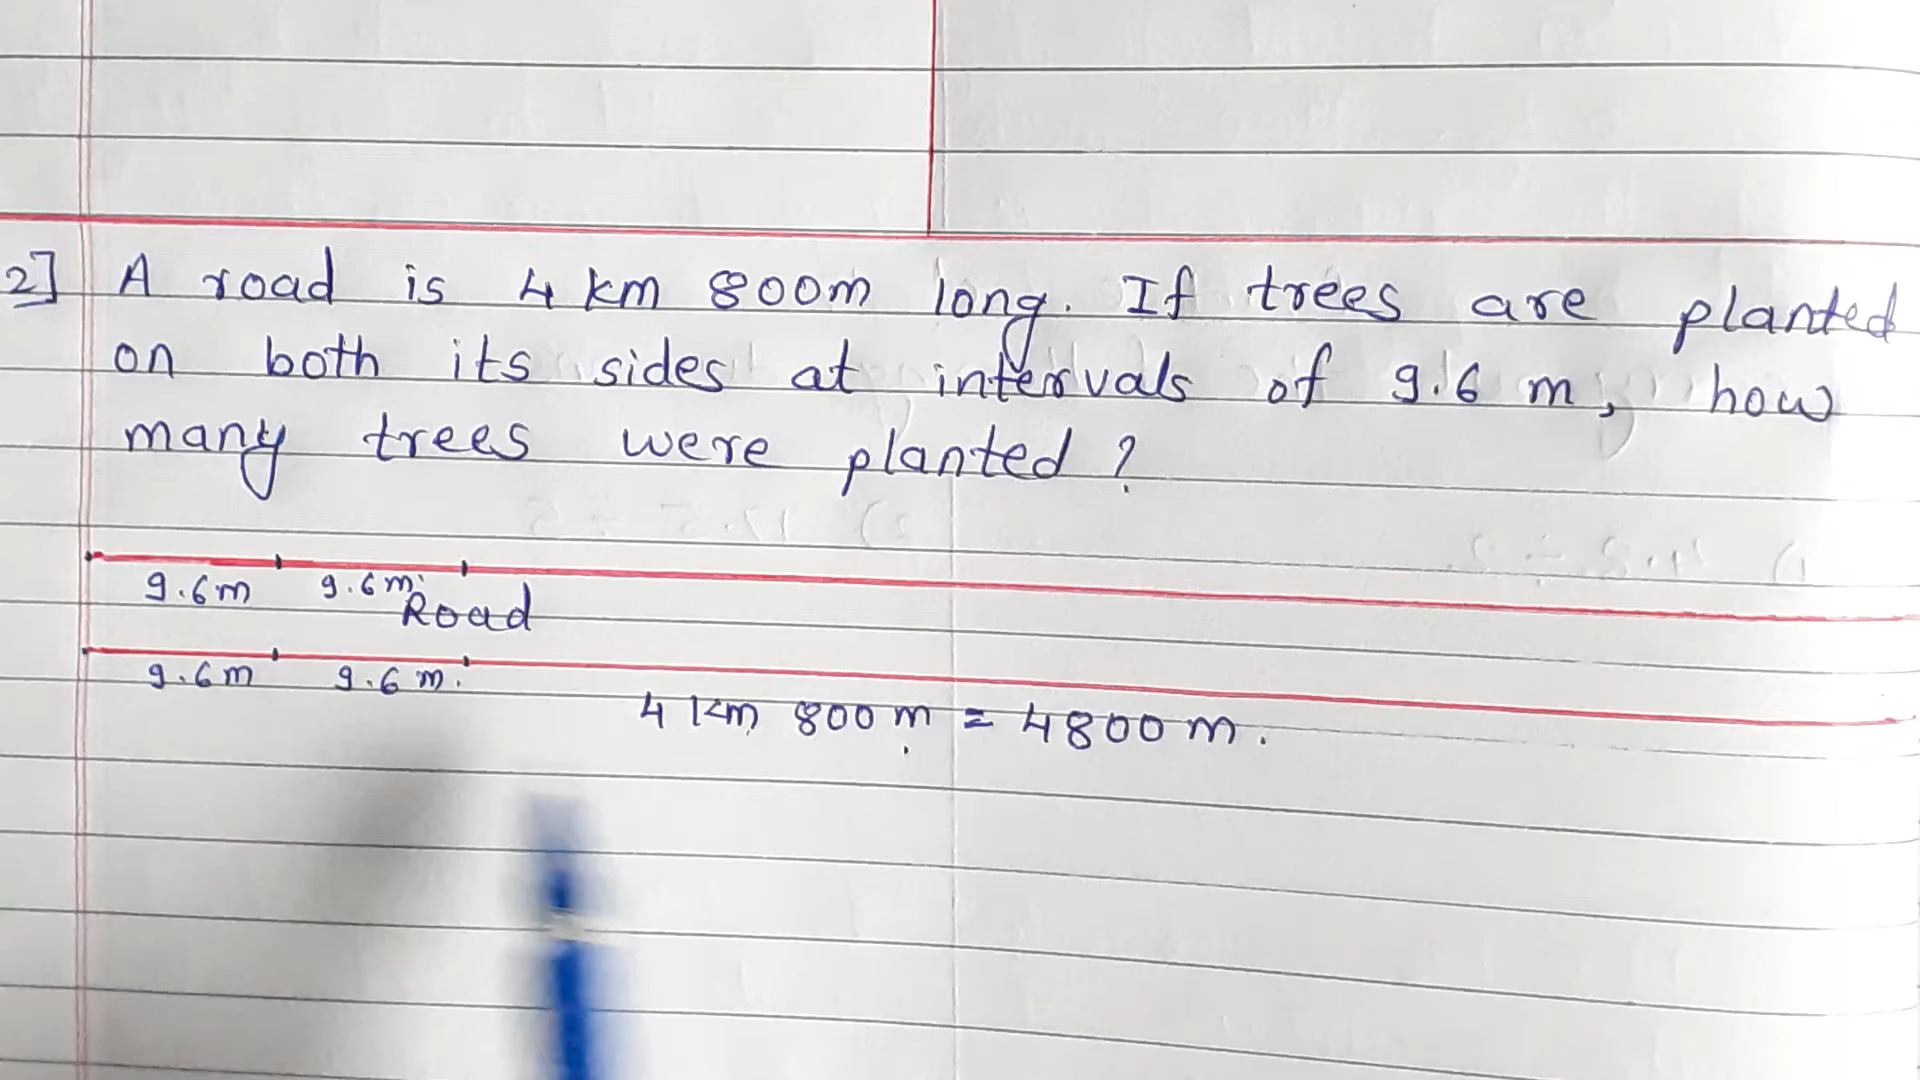 2] A road is 4 km 800m long. If trees are planted
on both its sides at intervals of 9.6 m, how
many trees were planted ?
9.6m 9.6m.
Road
9.6m 9.6 m.
4 km 800 m = 4800 m.